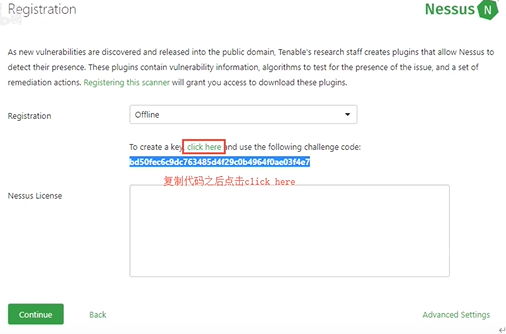 Registration
Nessus N
As new vulnerabilities are discovered and released into the public domain, Tenable's research staff creates plugins that allow Nessus to
detect their presence. These plugins contain vulnerability information, algorithms to test for the presence of the issue, and a set of
remediation actions. Registering this scanner will grant you access to download these plugins.
Registration
Offline
To create a key, click here and use the following challenge code:
bd50fec6c9dc763485d4f29c0b4964f0ae03f4e7
复制代码之后点击click here
Nessus License
Continue
Back
Advanced Settings